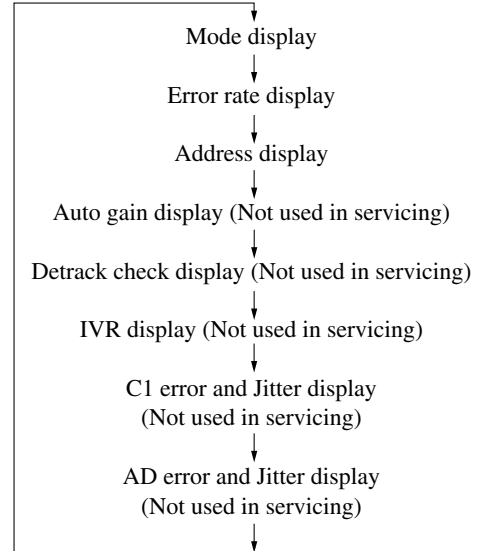 Mode display
Error rate display
Address display
Auto gain display (Not used in servicing)
Detrack check display (Not used in servicing)
IVR display (Not used in servicing)
C1 error and Jitter display
(Not used in servicing)
AD error and Jitter display
(Not used in servicing)